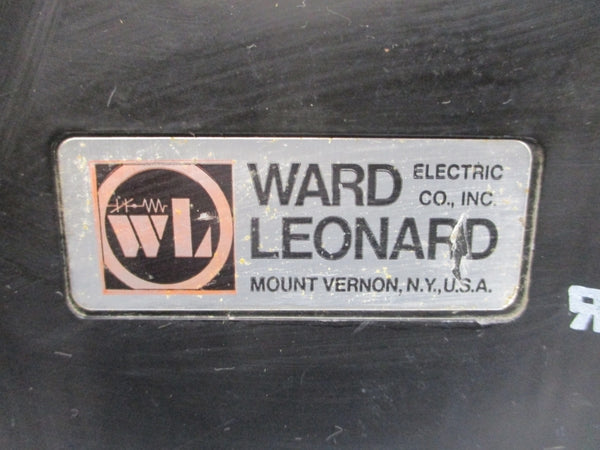 WL
WARD ELECTRIC CO., INC.
LEONARD
MOUNT VERNON, N.Y., U.S.A.